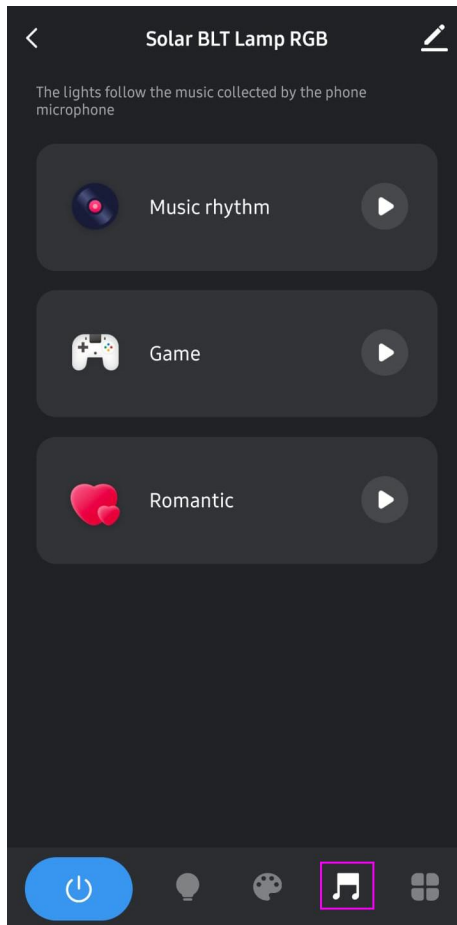 Solar BLT Lamp RGB
The lights follow the music collected by the phone
microphone
Music rhythm
Game
Romantic